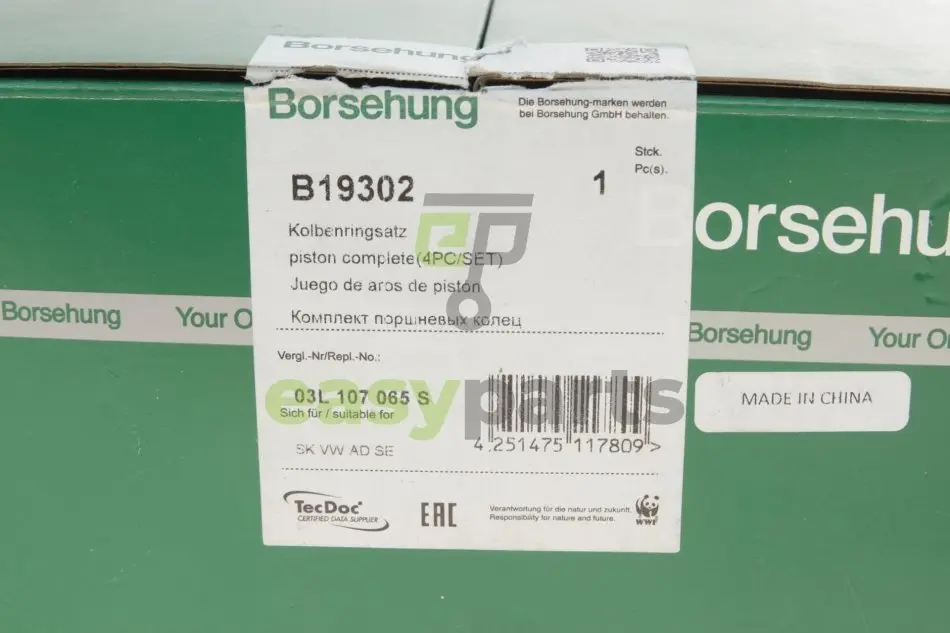 Borsehung
Borsehung
Die Borsehung-marken werden
bei Borsehung GmbH behalten.
B19302
1
Stck.
Pc(s).
Kolbenringsatz
piston complete(4PC/SET)
Juego de aros de pistón
Комплект поршневых колец
Vergl.-Nr/Repl.-No.:
03L 107 065 S
Sich für / suitable for
SK VW AD SE
4 251475 117809 >
TecDoc
CERTIFIED DATA SUPPLIER
EAC
Verantwortung für die natur und zukunft.
Responsibility for nature and future.
WWF
Borsehung
Your O
orsehu
Borsehung
Your O
MADE IN CHINA
easyparts
ep